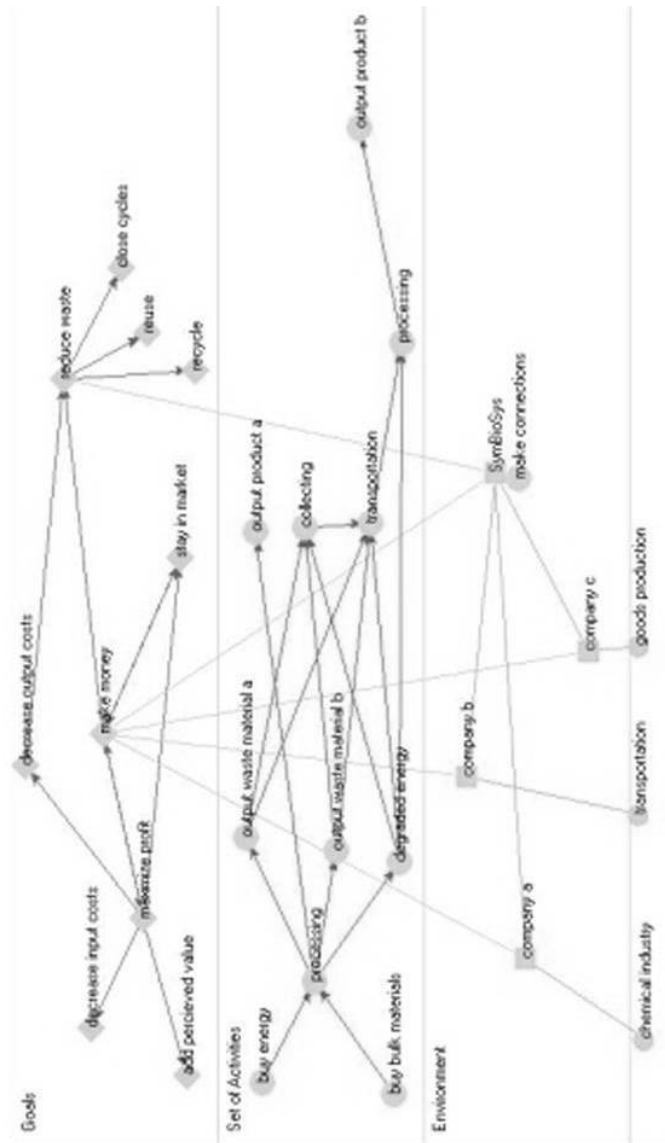 Goals
add percieved value
decrease input costs
maximize profit
decrease output costs
make money
stay in market
reduce waste
recycle
reuse
close cycles
Set of Activities
buy energy
buy bulk materials
processing
output waste material a
output waste material b
degraded energy
output product a
collecting
transportation
processing
output product b
Environment
company a
company b
company c
SymBioSys
make connections
chemical industry
transportation
goods production